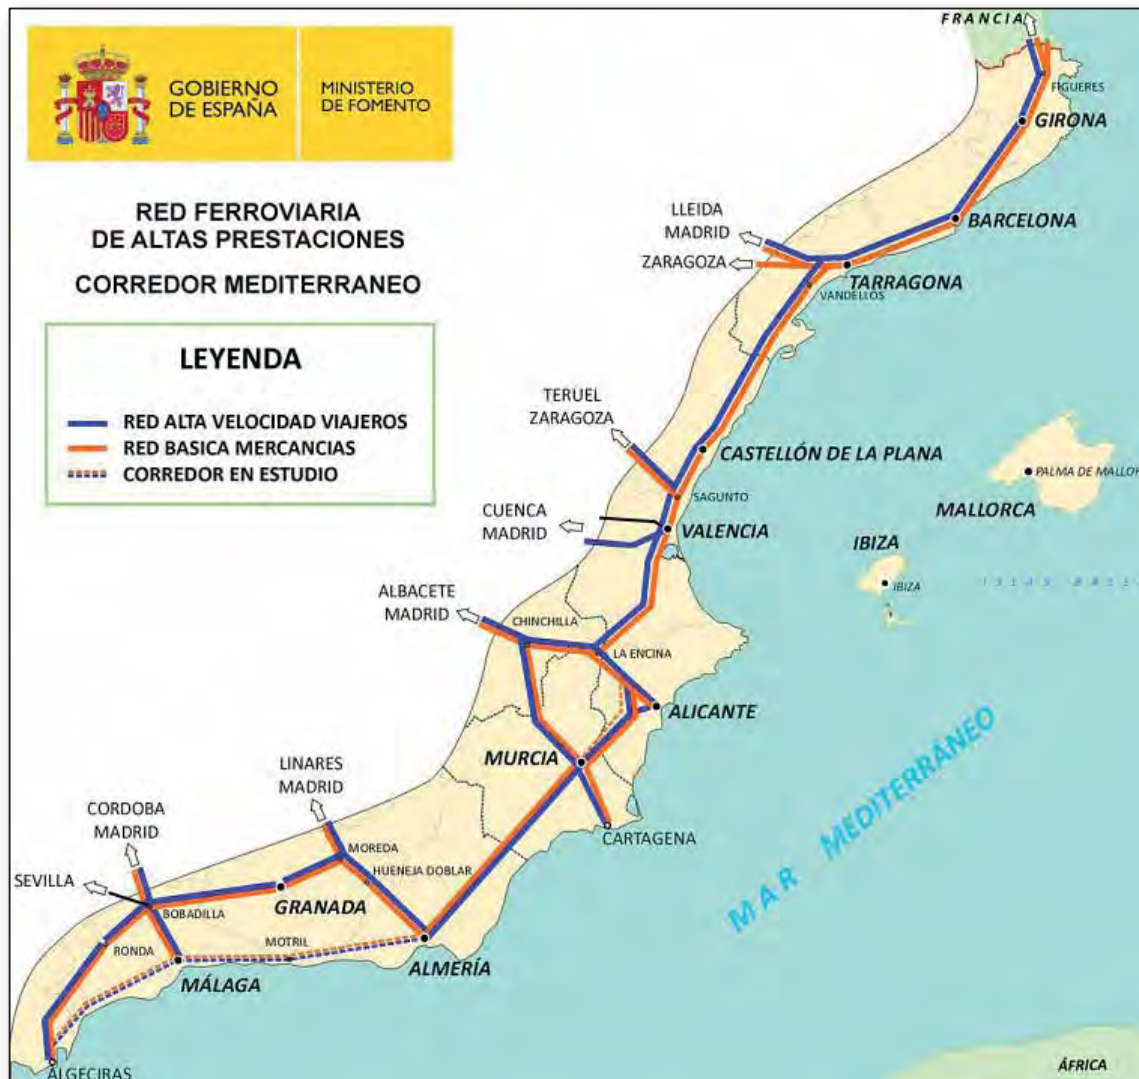 GOBIERNO
DE ESPAÑA
MINISTERIO
DE FOMENTO
RED FERROVIARIA
DE ALTAS PRESTACIONES
CORREDOR MEDITERRANEO
LEYENDA
RED ALTA VELOCIDAD VIAJEROS
RED BASICA MERCANCIAS
CORREDOR EN ESTUDIO
FRANCIA
FIGUERES
GIRONA
BARCELONA
LLEIDA
MADRID
ZARAGOZA
TARRAGONA
VANDELLOS
TERUEL
ZARAGOZA
CASTELLÓN DE LA PLANA
SAGUNTO
CUENCA
MADRID
VALENCIA
PALMA DE MALLOR
MALLORCA
IBIZA
IBIZA
ALBACETE
MADRID
CHINCHILLA
LA ENCINA
ALICANTE
MURCIA
CARTAGENA
LINARES
MADRID
CORDOBA
MADRID
SEVILLA
MOREDA
HUENEJA DOBLAR
BOBADILLA
GRANADA
RONDA
MOTRIL
MÁLAGA
ALMERÍA
ALGECIRAS
MAR MEDITERRÁNEO
ÁFRICA